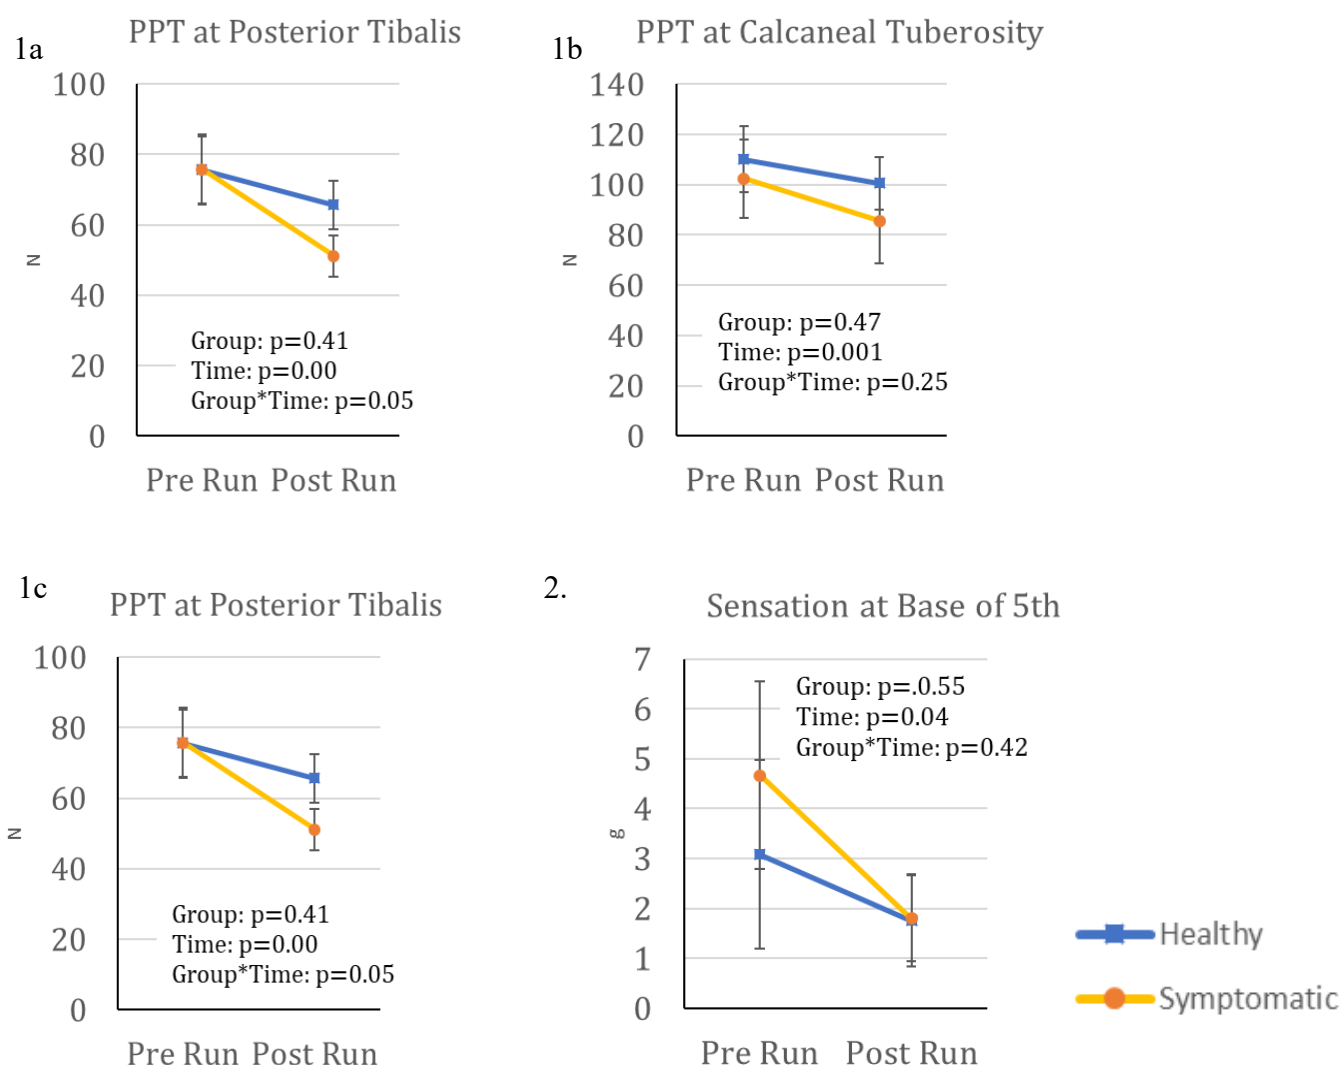 1a
PPT at Posterior Tibalis
100
80
60
40
20
0
N
Group: p=0.41
Time: p=0.00
Group*Time: p=0.05
Pre Run Post Run
1b
PPT at Calcaneal Tuberosity
140
120
100
80
60
40
20
0
N
Group: p=0.47
Time: p=0.001
Group*Time: p=0.25
Pre Run Post Run
1c
PPT at Posterior Tibalis
100
80
60
40
20
0
N
Group: p=0.41
Time: p=0.00
Group*Time: p=0.05
Pre Run Post Run
2.
Sensation at Base of 5th
7
6
5
4
3
2
1
0
g
Group: p=.0.55
Time: p=0.04
Group*Time: p=0.42
Pre Run Post Run
Healthy
Symptomatic